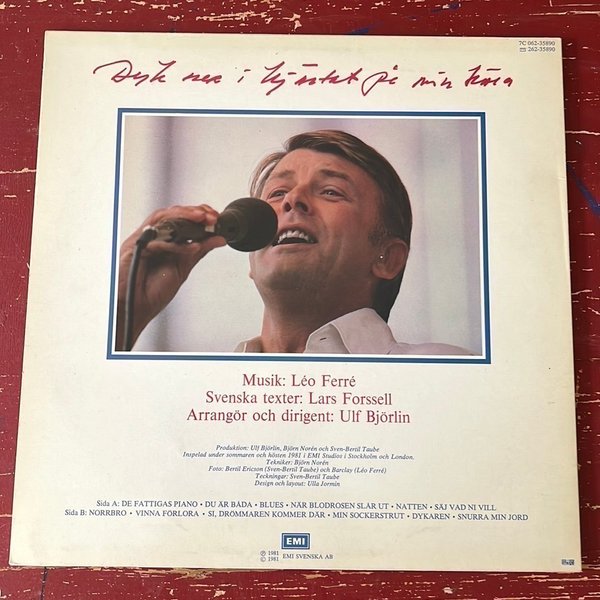 7C 062-35890
262-35890
Dyk ner i hjärtat på min kära
Musik: Léo Ferré
Svenska texter: Lars Forssell
Arrangör och dirigent: Ulf Björlin
Produktion: Ulf Björlin, Björn Norén och Sven-Bertil Taube
Inspelad under sommaren och hösten 1981 i EMI Studios i Stockholm och London.
Tekniker: Björn Norén
Foto: Bertil Ericson (Sven-Bertil Taube) och Barclay (Léo Ferré)
Teckningar: Sven-Bertil Taube
Design och layout: Ulla Jormin
Sida A: DE FATTIGAS PIANO • DU ÄR BÅDA • BLUES • NÄR BLODROSEN SLÅR UT • NATTEN • SÄJ VAD NI VILL
Sida B: NORRBRO • VINNA FÖRLORA • SI, DRÖMMAREN KOMMER DÄR • MIN SOCKERSTRUT • DYKAREN • SNURRA MIN JORD
EMI
℗ 1981
© 1981 EMI SVENSKA AB